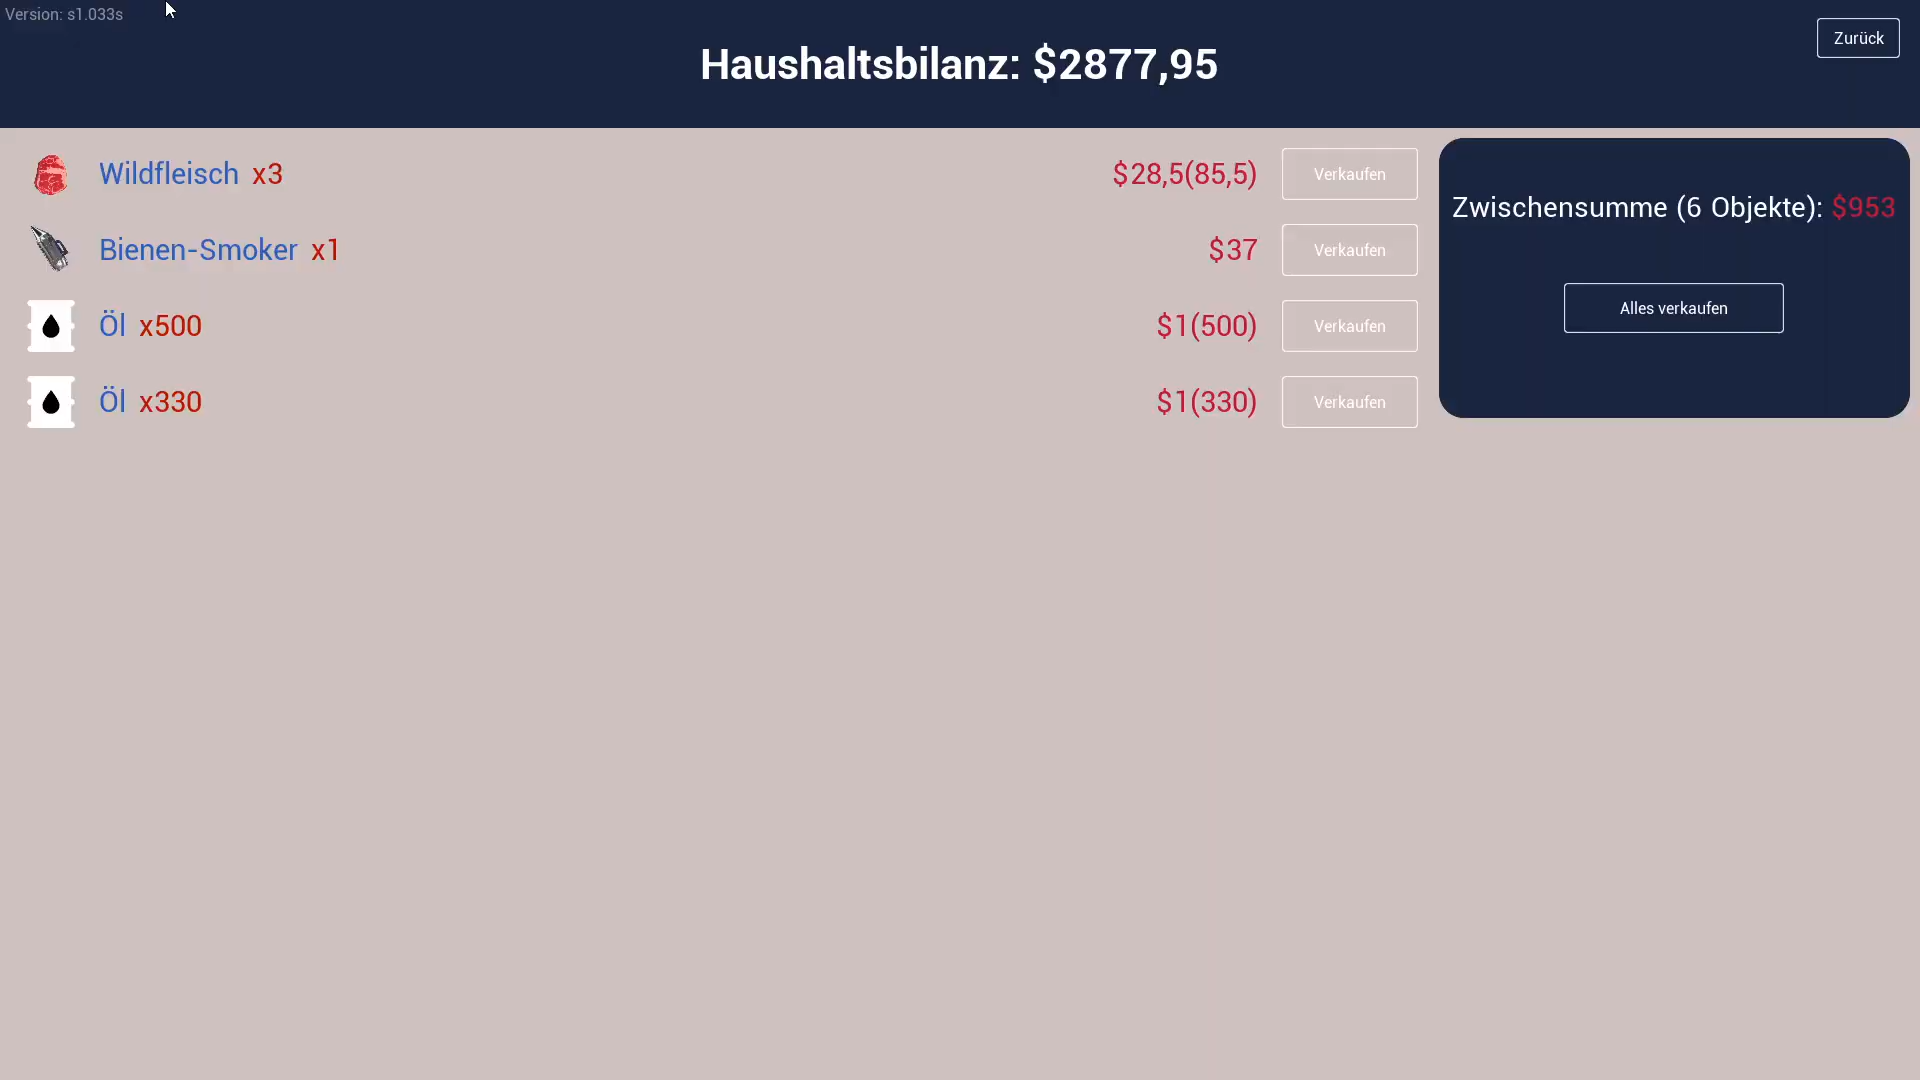 Version: s1.033s
Haushaltsbilanz: $2877,95
Zurück
Wildfleisch x3 $28,5(85,5) Verkaufen
Bienen-Smoker x1 $37 Verkaufen
Öl x500 $1(500) Verkaufen
Öl x330 $1(330) Verkaufen
Zwischensumme (6 Objekte): $953
Alles verkaufen